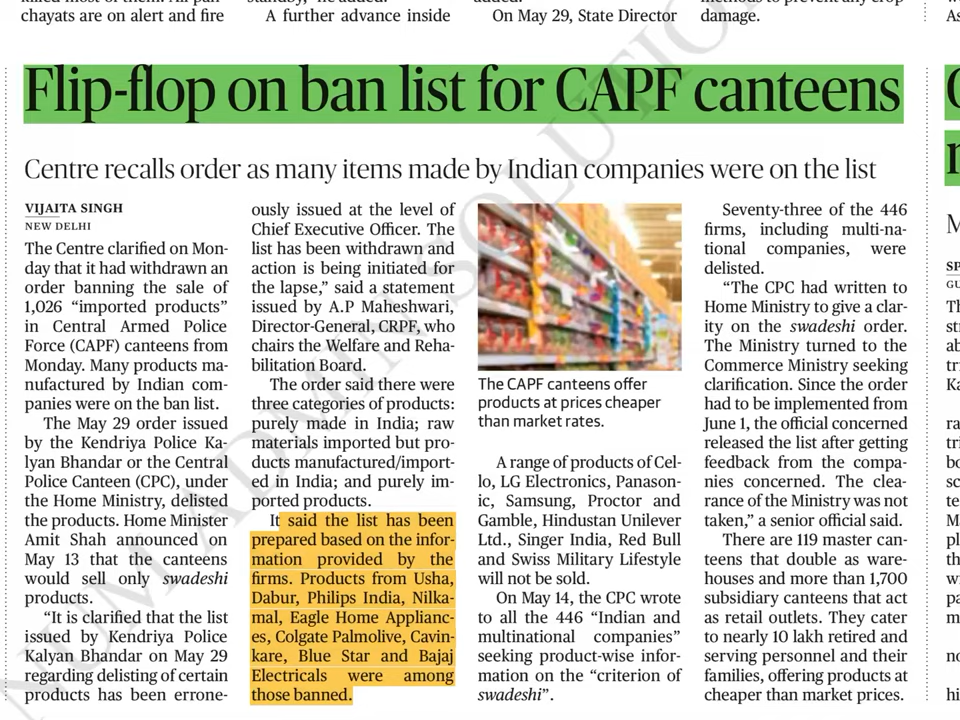 chayats are on alert and fire
A further advance inside
On May 29, State Director
damage.
Flip-flop on ban list for CAPF canteens
Centre recalls order as many items made by Indian companies were on the list
VIJAITA SINGH
NEW DELHI
The Centre clarified on Mon-
day that it had withdrawn an
order banning the sale of
1,026 “imported products”
in Central Armed Police
Force (CAPF) canteens from
Monday. Many products ma-
nufactured by Indian com-
panies were on the ban list.
The May 29 order issued
by the Kendriya Police Ka-
lyan Bhandar or the Central
Police Canteen (CPC), under
the Home Ministry, delisted
the products. Home Minister
Amit Shah announced on
May 13 that the canteens
would sell only swadeshi
products.
“It is clarified that the list
issued by Kendriya Police
Kalyan Bhandar on May 29
regarding delisting of certain
products has been errone-
ously issued at the level of
Chief Executive Officer. The
list has been withdrawn and
action is being initiated for
the lapse,” said a statement
issued by A.P Maheshwari,
Director-General, CRPF, who
chairs the Welfare and Reha-
bilitation Board.
The order said there were
three categories of products:
purely made in India; raw
materials imported but pro-
ducts manufactured/import-
ed in India; and purely im-
ported products.
It said the list has been
prepared based on the infor-
mation provided by the
firms. Products from Usha,
Dabur, Philips India, Nilka-
mal, Eagle Home Applianc-
es, Colgate Palmolive, Cavin-
kare, Blue Star and Bajaj
Electricals were among
those banned.
The CAPF canteens offer
products at prices cheaper
than market rates.
A range of products of Cel-
lo, LG Electronics, Panason-
ic, Samsung, Proctor and
Gamble, Hindustan Unilever
Ltd., Singer India, Red Bull
and Swiss Military Lifestyle
will not be sold.
On May 14, the CPC wrote
to all the 446 “Indian and
multinational companies”
seeking product-wise infor-
mation on the “criterion of
swadeshi”.
Seventy-three of the 446
firms, including multi-na-
tional companies, were
delisted.
“The CPC had written to
Home Ministry to give a clar-
ity on the swadeshi order.
The Ministry turned to the
Commerce Ministry seeking
clarification. Since the order
had to be implemented from
June 1, the official concerned
released the list after getting
feedback from the compa-
nies concerned. The clea-
rance of the Ministry was not
taken,” a senior official said.
There are 119 master can-
teens that double as ware-
houses and more than 1,700
subsidiary canteens that act
as retail outlets. They cater
to nearly 10 lakh retired and
serving personnel and their
families, offering products at
cheaper than market prices.